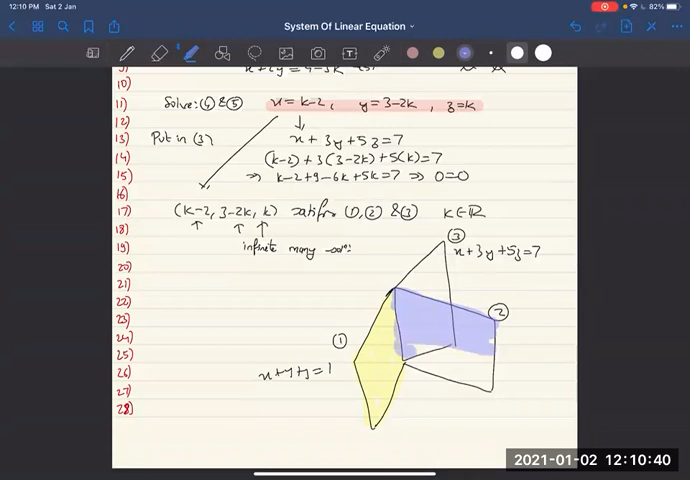 12:10 PM Sat 2 Jan
82%
System Of Linear Equation
10)
11) Solve: ④ & ⑤ x = k-2, y = 3-2k, z = k
12)
13) Put in (3) x + 3y + 5z = 7
14) (k-2) + 3(3-2k) + 5(k) = 7
15) ⇒ k-2+9-6k+5k = 7 ⇒ 0=0
16)
17) (k-2, 3-2k, k) satisfies ①, ② & ③ k∈ℝ
18)
③
19) infinite many solⁿ: x+3y+5z=7
20)
21)
22)
②
23)
24)
①
25)
26) x+y+z=1
27)
28)
2021-01-02 12:10:40